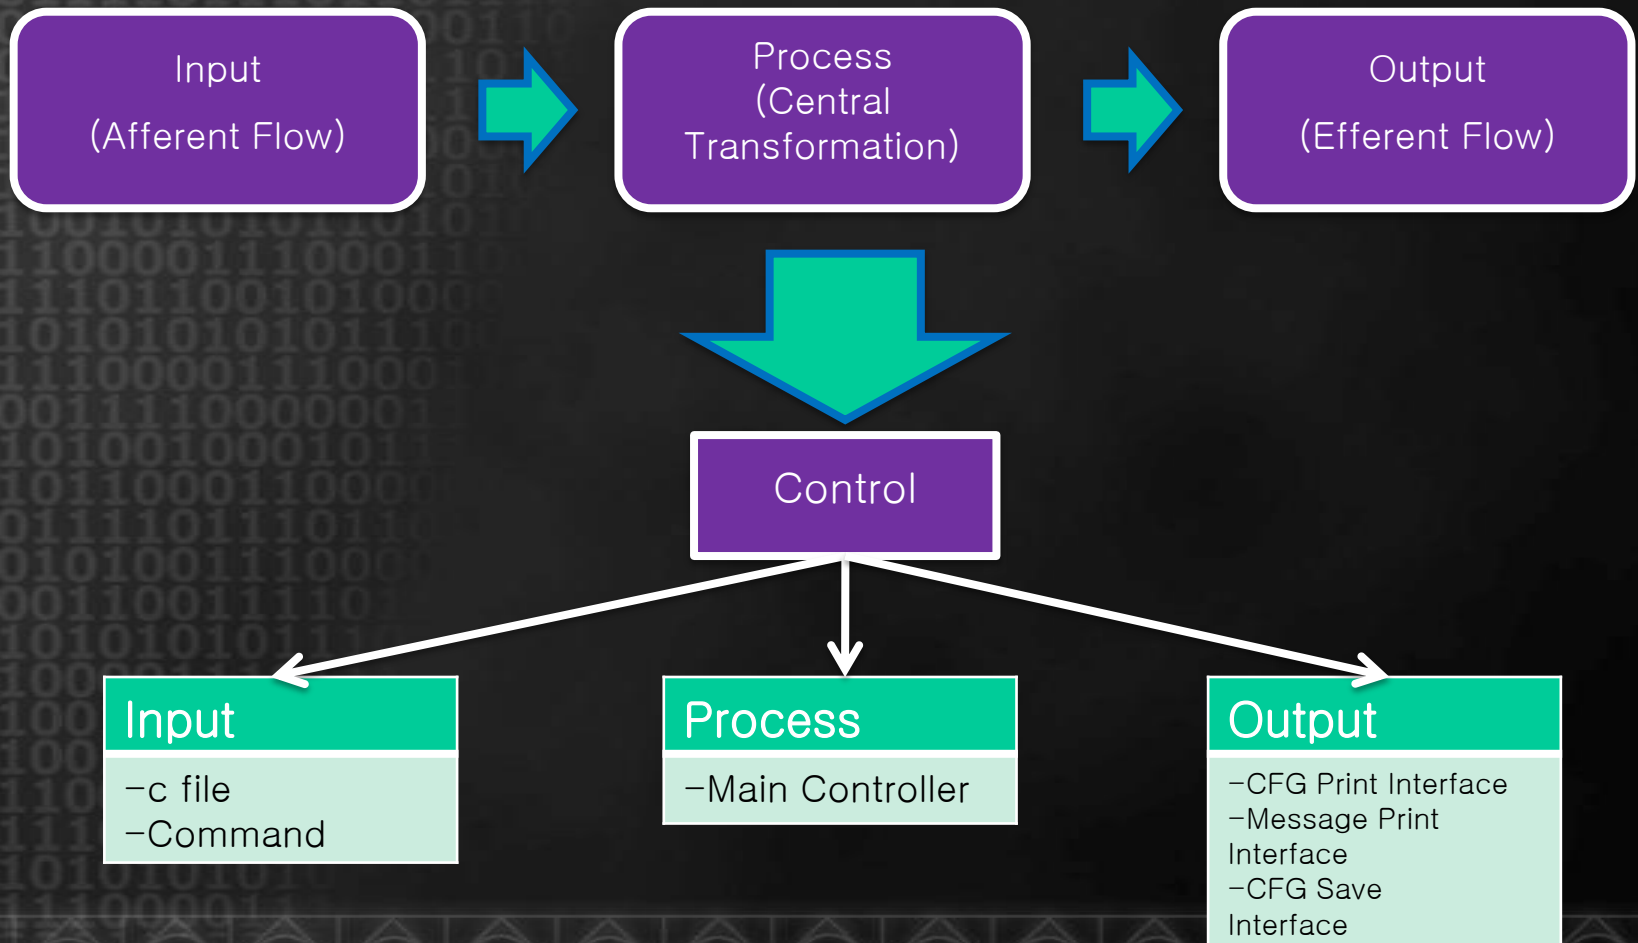 Input
(Afferent Flow)
Process
(Central
Transformation)
Output
(Efferent Flow)
Control
Input
-c file
-Command
Process
-Main Controller
Output
-CFG Print Interface
-Message Print
Interface
-CFG Save
Interface